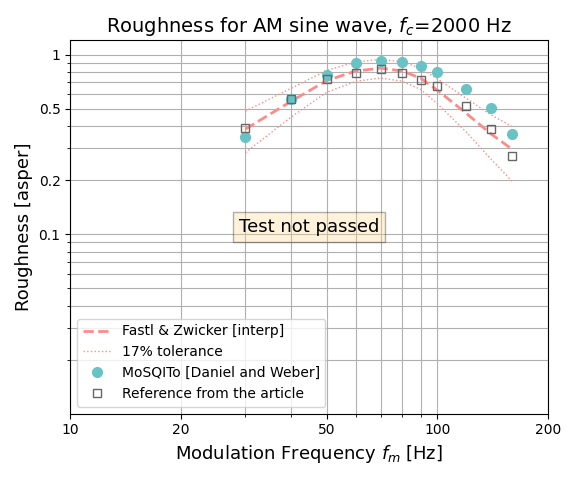 Roughness for AM sine wave, f_c=2000 Hz
1
0.5
0.2
0.1
Roughness [asper]
Test not passed
Fastl & Zwicker [interp]
17% tolerance
MoSQITo [Daniel and Weber]
Reference from the article
10 20 50 100 200
Modulation Frequency f_m [Hz]